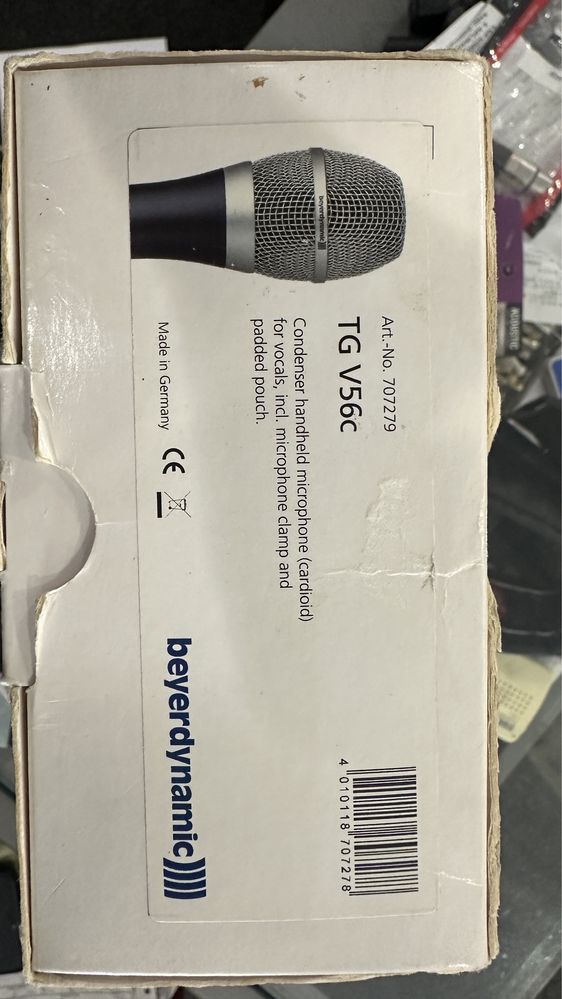 beyerdynamic
Art.-No. 707279
TG V56c
Condenser handheld microphone (cardioid)
for vocals, incl. microphone clamp and
padded pouch.
Made in Germany CE
beyerdynamic
4 010118 707278